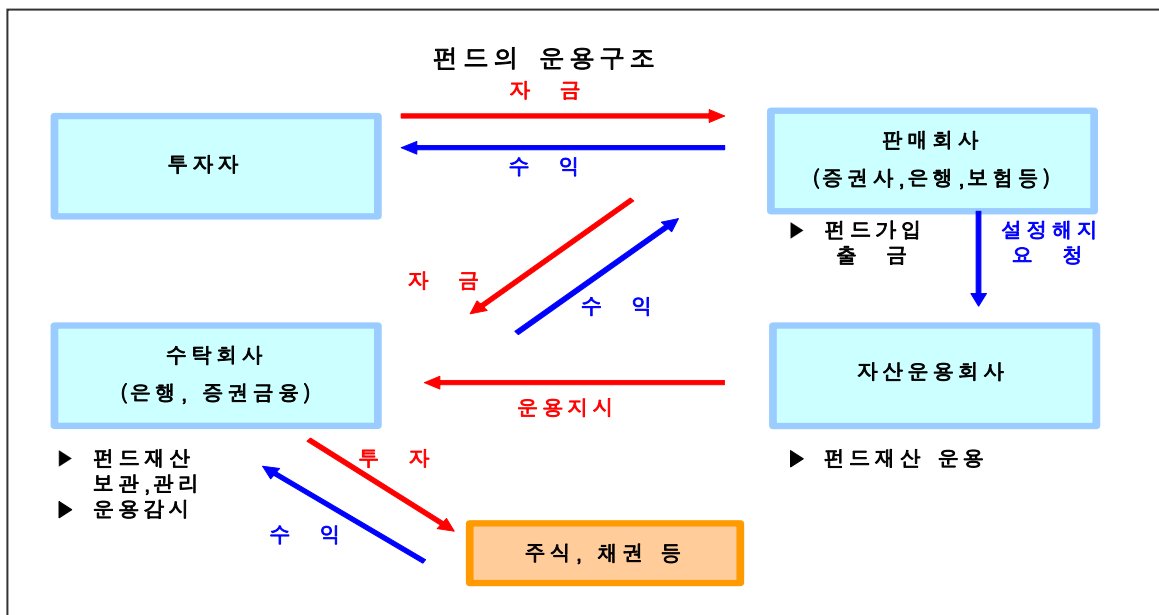 펀드의 운용구조
자 금
투자자
수 익
판매회사
(증권사,은행,보험등)
▶ 펀드가입
출 금
설정해지
요 청
자 금
수 익
수탁회사
(은행, 증권금융)
자산운용회사
운용지시
▶ 펀드재산
보관,관리
▶ 운용감시
투 자
▶ 펀드재산 운용
수 익
주식, 채권 등